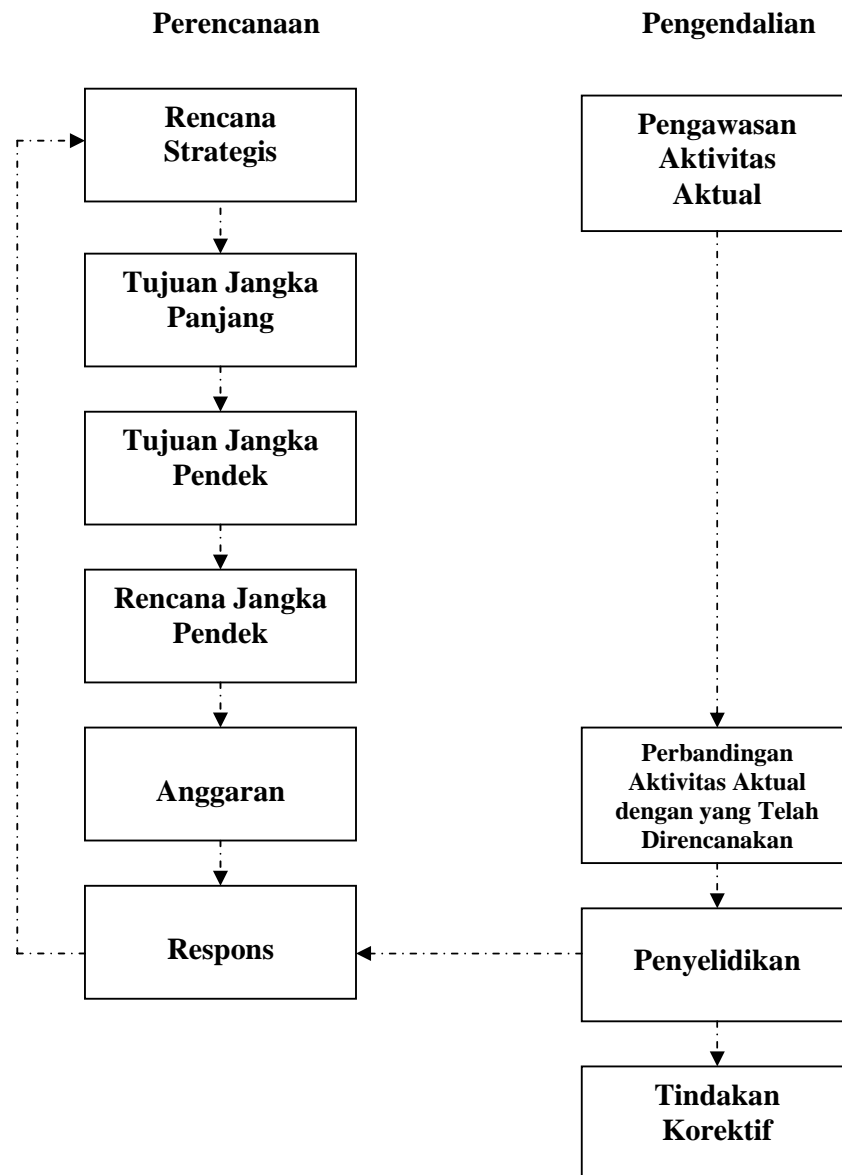 Perencanaan
Pengendalian
Rencana
Strategis
Tujuan Jangka
Panjang
Tujuan Jangka
Pendek
Rencana Jangka
Pendek
Anggaran
Respons
Pengawasan
Aktivitas
Aktual
Perbandingan
Aktivitas Aktual
dengan yang Telah
Direncanakan
Penyelidikan
Tindakan
Korektif